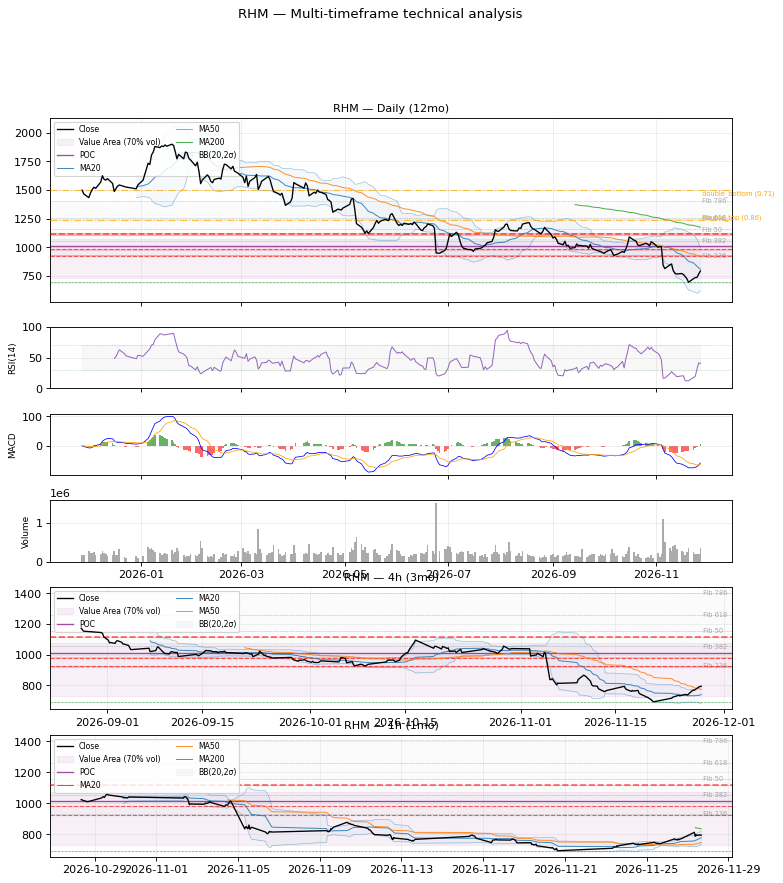 RHM — Multi-timeframe technical analysis
RHM — Daily (12mo)
Close
Value Area (70% vol)
POC
MA20
MA50
MA200
BB(20,2σ)
2000
1750
1500
1250
1000
750
double_bottom (0.71)
Fib 786
Fib 50
Fib 382
RSI(14)
100
50
0
MACD
100
0
Volume
1e6
1
0
2026-01
2026-03
2026-05
2026-07
2026-09
2026-11
RHM — 4h (3mo)
Close
Value Area (70% vol)
POC
MA20
MA50
BB(20,2σ)
1400
1200
1000
800
Fib 786
Fib 618
Fib 50
Fib 382
2026-09-01
2026-09-15
2026-10-01
2026-10-15
2026-11-01
2026-11-15
2026-12-01
RHM — 1h (1mo)
Close
Value Area (70% vol)
POC
MA20
MA50
MA200
BB(20,2σ)
1400
1200
1000
800
Fib 786
Fib 618
Fib 50
Fib 382
2026-10-29
2026-11-01
2026-11-05
2026-11-09
2026-11-13
2026-11-17
2026-11-21
2026-11-25
2026-11-29